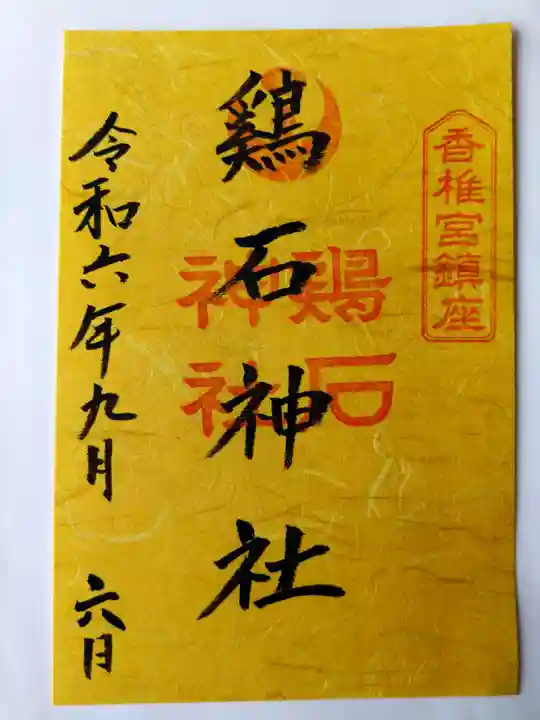 香椎宮鎮座
鶏石神社
鶏石
神社
令和六年九月 六日